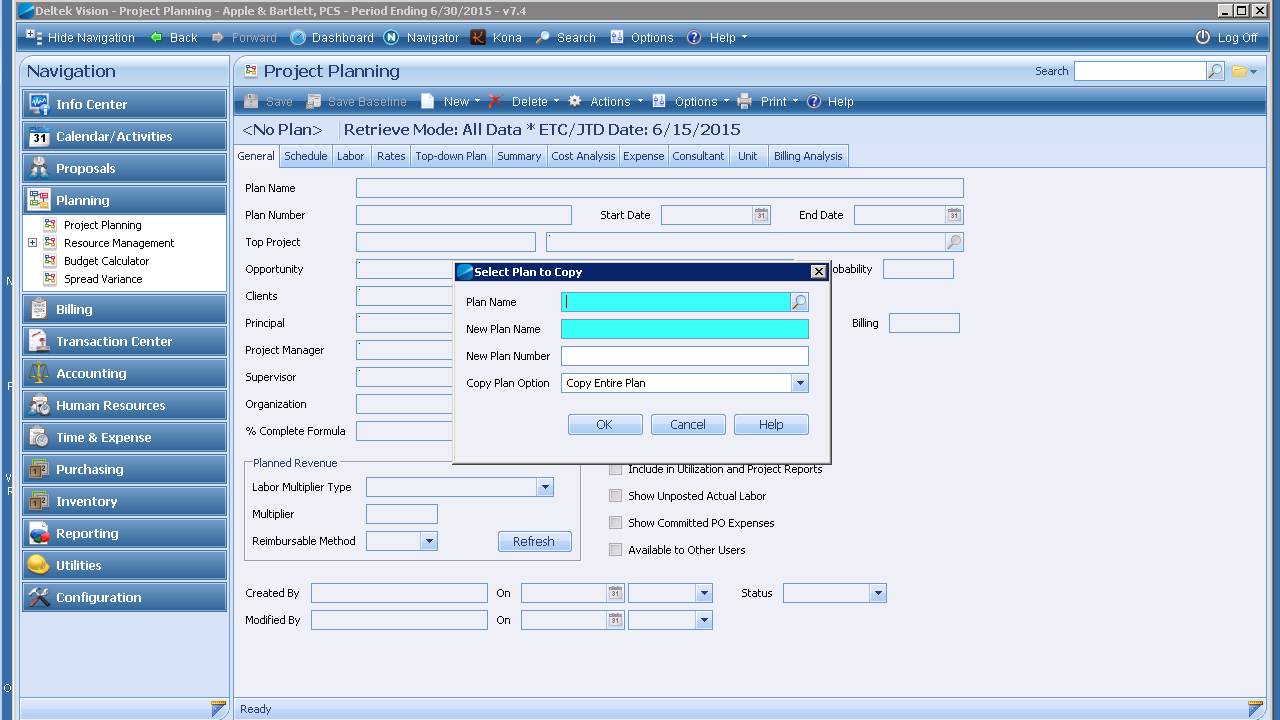 Deltek Vision - Project Planning - Apple & Bartlett, PCS - Period Ending 6/30/2015 - v7.4
Hide Navigation Back Forward Dashboard Navigator Kona Search Options Help Log Off
Navigation
Info Center
31 Calendar/Activities
Proposals
Planning
Project Planning
Resource Management
Budget Calculator
Spread Variance
Billing
Transaction Center
Accounting
Human Resources
Time & Expense
Purchasing
Inventory
Reporting
Utilities
Configuration
Project Planning Search
Save Save Baseline New Delete Actions Options Print Help
<No Plan> Retrieve Mode: All Data * ETC/JTD Date: 6/15/2015
General Schedule Labor Rates Top-down Plan Summary Cost Analysis Expense Consultant Unit Billing Analysis
Plan Name
Plan Number Start Date 31 End Date 31
Top Project
Opportunity obability
Clients
Principal Billing
Project Manager
Supervisor
Organization
% Complete Formula
Select Plan to Copy
Plan Name
New Plan Name
New Plan Number
Copy Plan Option Copy Entire Plan
OK Cancel Help
Planned Revenue
Labor Multiplier Type
Multiplier
Reimbursable Method Refresh
Include in Utilization and Project Reports
Show Unposted Actual Labor
Show Committed PO Expenses
Available to Other Users
Created By On 31 Status
Modified By On 31
Ready